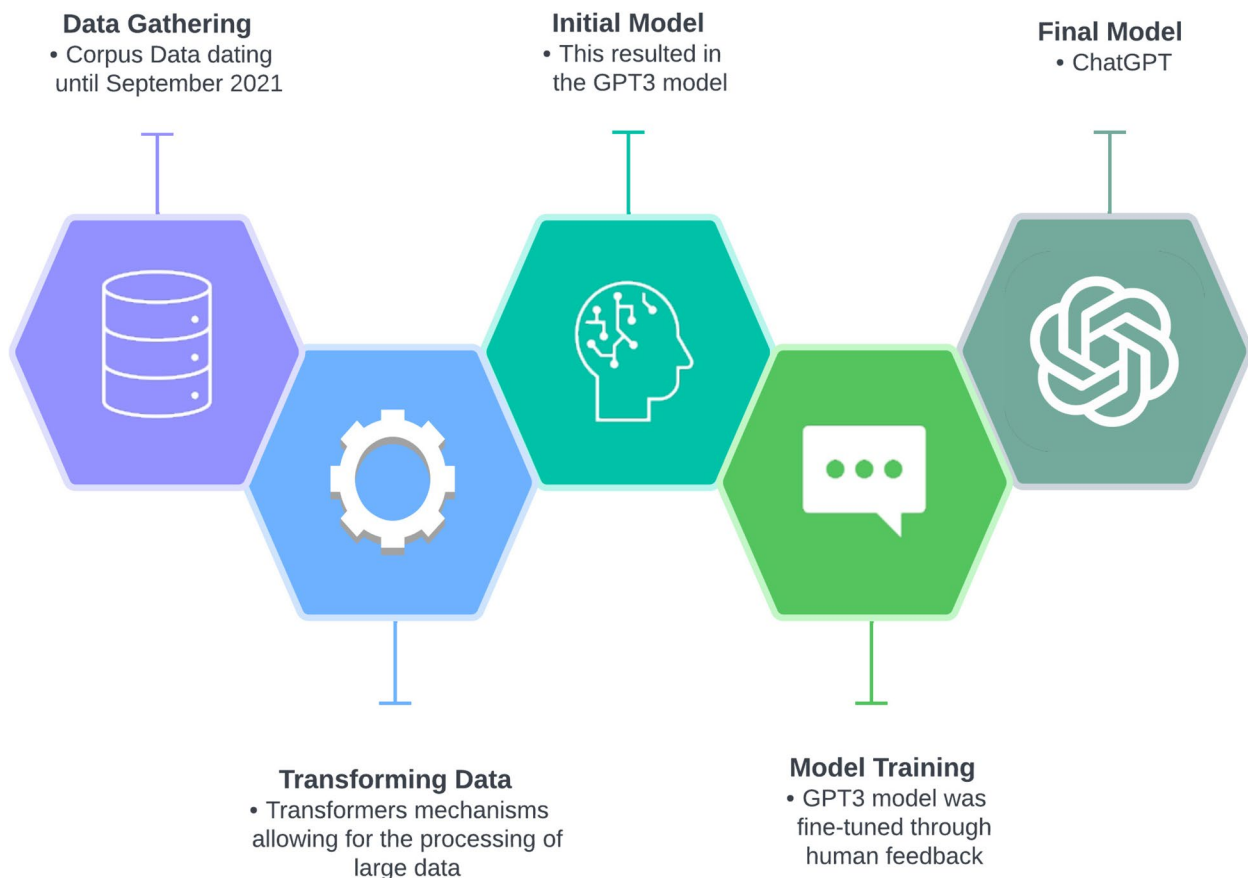 Data Gathering
• Corpus Data dating
until September 2021
Initial Model
• This resulted in
the GPT3 model
Final Model
• ChatGPT
Transforming Data
• Transformers mechanisms
allowing for the processing of
large data
Model Training
• GPT3 model was
fine-tuned through
human feedback